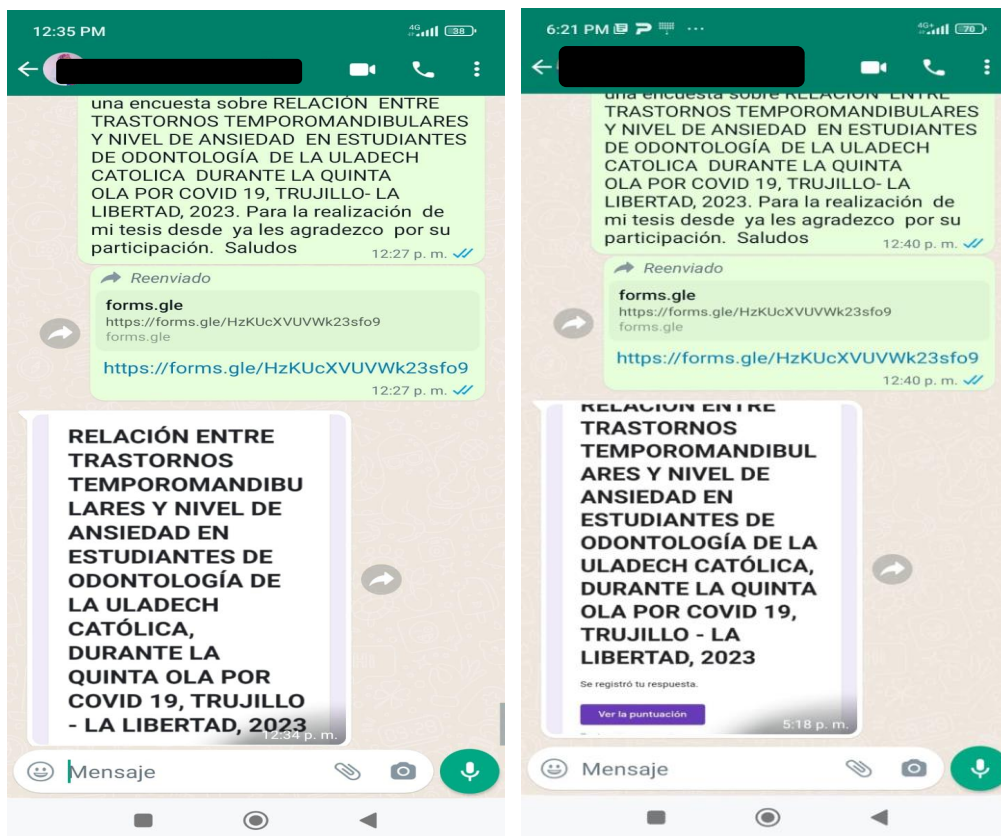 12:35 PM
4G 38
una encuesta sobre RELACIÓN ENTRE
TRASTORNOS TEMPOROMANDIBULARES
Y NIVEL DE ANSIEDAD EN ESTUDIANTES
DE ODONTOLOGÍA DE LA ULADECH
CATOLICA DURANTE LA QUINTA
OLA POR COVID 19, TRUJILLO- LA
LIBERTAD, 2023. Para la realización de
mi tesis desde ya les agradezco por su
participación. Saludos
12:27 p. m.
Reenviado
forms.gle
https://forms.gle/HzKUcXVUVWk23sfo9
forms.gle
https://forms.gle/HzKUcXVUVWk23sfo9
12:27 p. m.
RELACIÓN ENTRE
TRASTORNOS
TEMPOROMANDIBU
LARES Y NIVEL DE
ANSIEDAD EN
ESTUDIANTES DE
ODONTOLOGÍA DE
LA ULADECH
CATÓLICA,
DURANTE LA
QUINTA OLA POR
COVID 19, TRUJILLO
- LA LIBERTAD, 2023
12:34 p. m.
Mensaje
6:21 PM
4G+ 70
una encuesta sobre RELACIÓN ENTRE
TRASTORNOS TEMPOROMANDIBULARES
Y NIVEL DE ANSIEDAD EN ESTUDIANTES
DE ODONTOLOGÍA DE LA ULADECH
CATOLICA DURANTE LA QUINTA
OLA POR COVID 19, TRUJILLO- LA
LIBERTAD, 2023. Para la realización de
mi tesis desde ya les agradezco por su
participación. Saludos
12:40 p. m.
Reenviado
forms.gle
https://forms.gle/HzKUcXVUVWk23sfo9
forms.gle
https://forms.gle/HzKUcXVUVWk23sfo9
12:40 p. m.
RELACIÓN ENTRE
TRASTORNOS
TEMPOROMANDIBUL
ARES Y NIVEL DE
ANSIEDAD EN
ESTUDIANTES DE
ODONTOLOGÍA DE LA
ULADECH CATÓLICA,
DURANTE LA QUINTA
OLA POR COVID 19,
TRUJILLO - LA
LIBERTAD, 2023
Se registró tu respuesta.
Ver la puntuación
5:18 p. m.
Mensaje